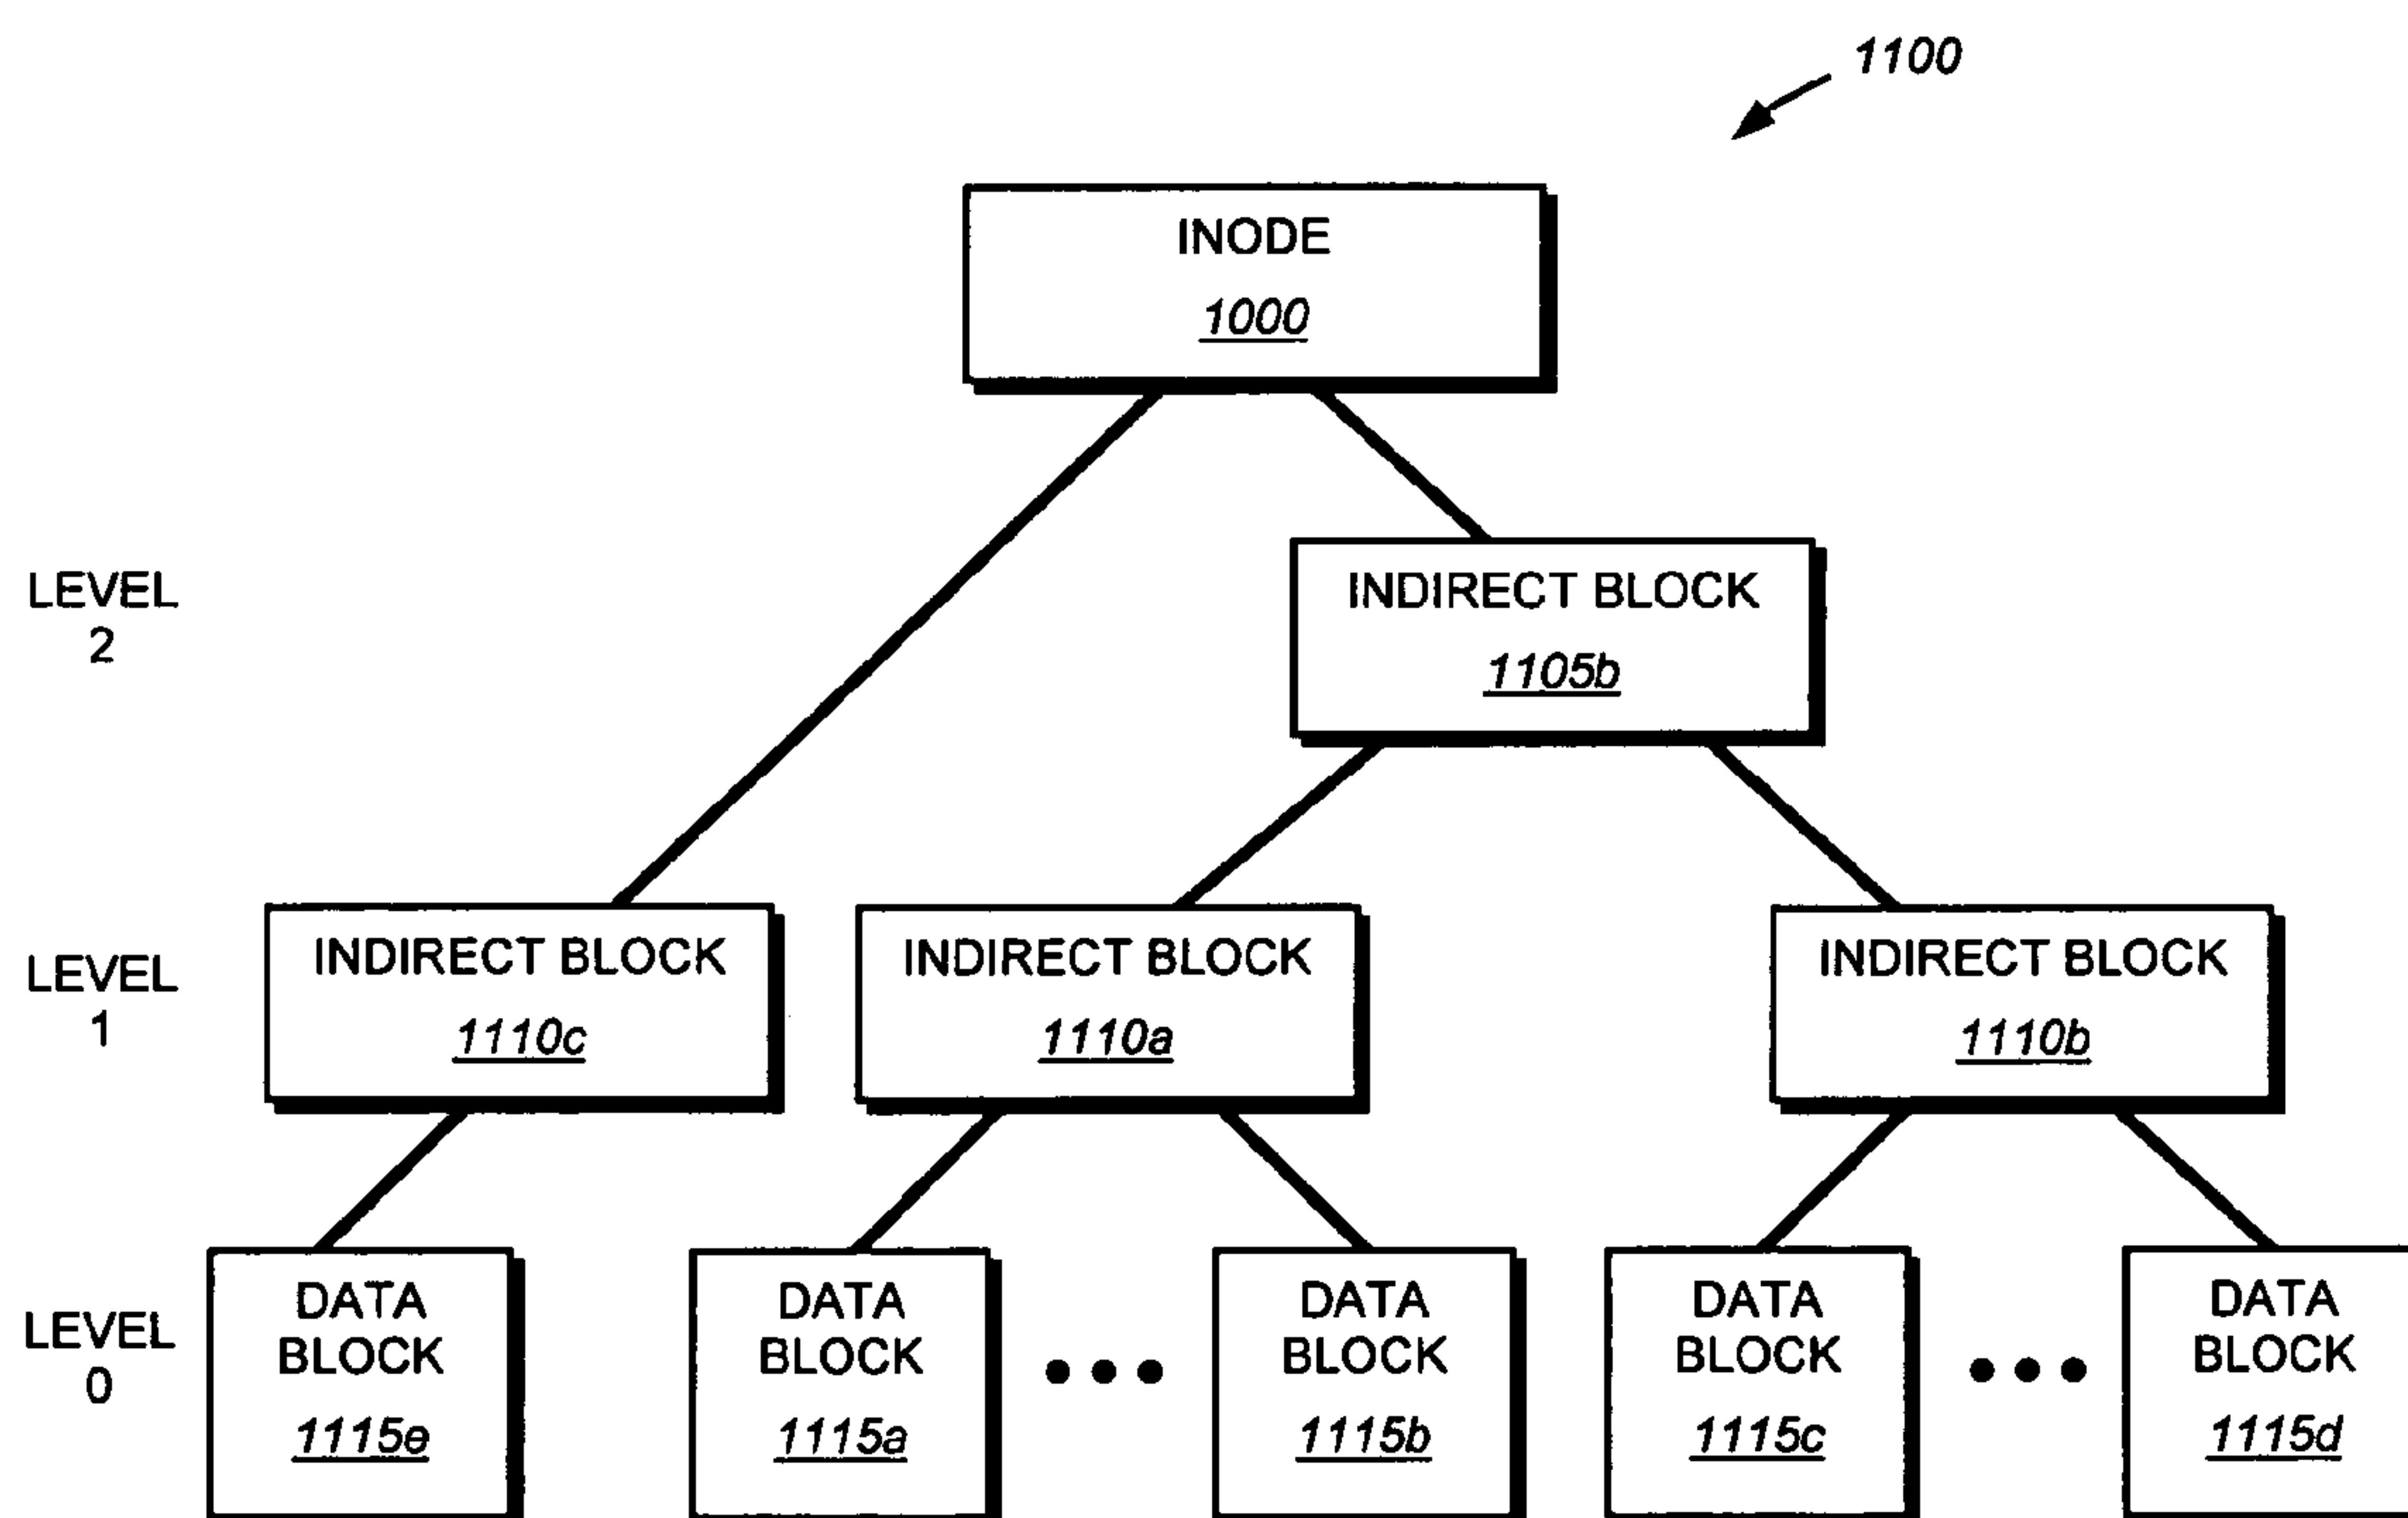 1100
INODE
1000
LEVEL
2
INDIRECT BLOCK
1105b
LEVEL
1
INDIRECT BLOCK
1110c
INDIRECT BLOCK
1110a
INDIRECT BLOCK
1110b
LEVEL
0
DATA
BLOCK
1115e
DATA
BLOCK
1115a
DATA
BLOCK
1115b
DATA
BLOCK
1115c
DATA
BLOCK
1115d